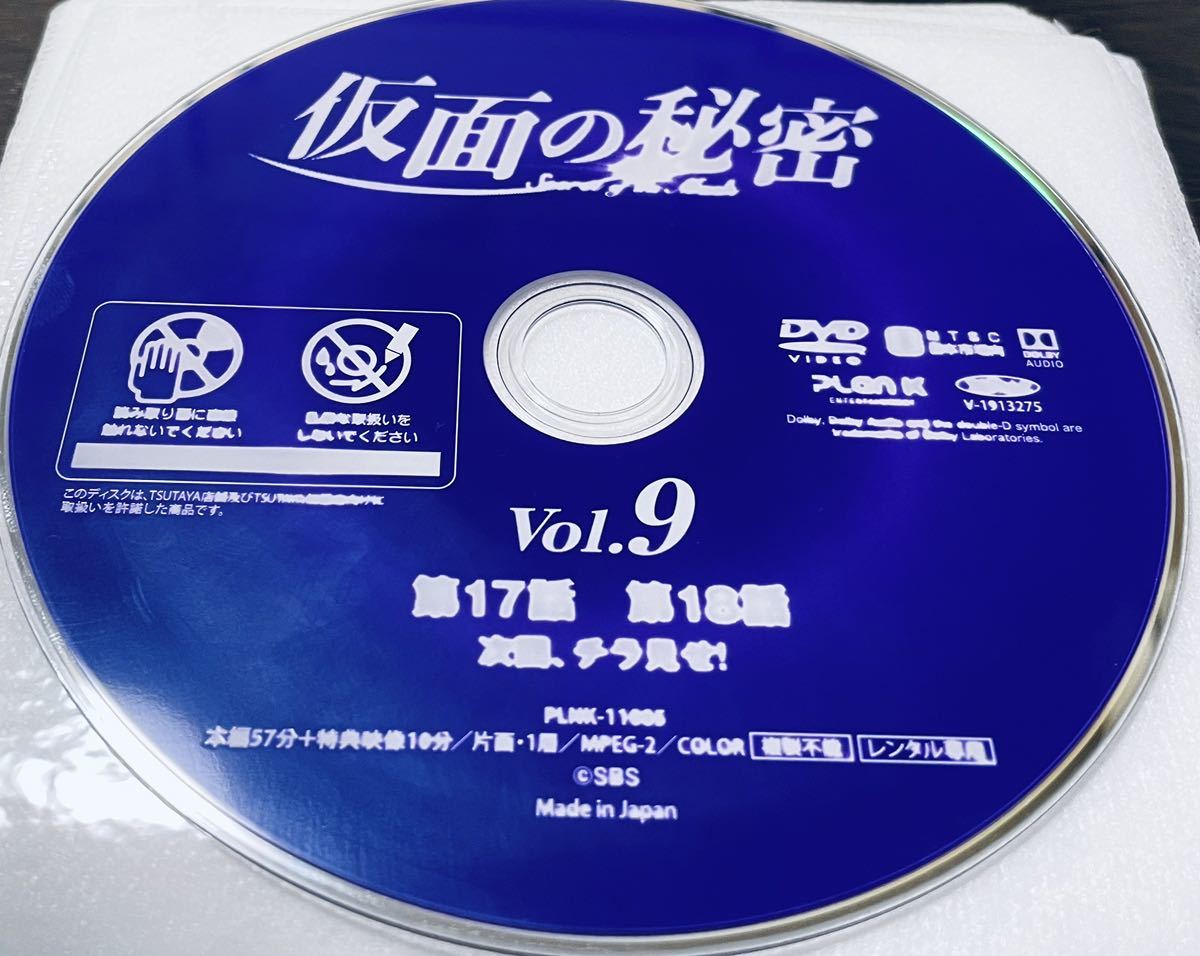 仮面の秘密
DVD
VIDEO
NTSC
日本市場向
DOLBY
AUDIO
PLAN K
ENTERTAINMENT
V-1913275
Dolby, Dolby Audio and the double-D symbol are
trademarks of Dolby Laboratories.
読み取り面に直接
触れないでください
乱暴な取扱いを
しないでください
このディスクは、TSUTAYA店舗及びTSUTAYA
取扱いを許諾した商品です。
Vol.9
第17話 第18話
次回、チラ見せ!
本編57分+特典映像10分/片面・1層/MPEG-2/COLOR 複製不能 レンタル専用
©SBS
Made in Japan